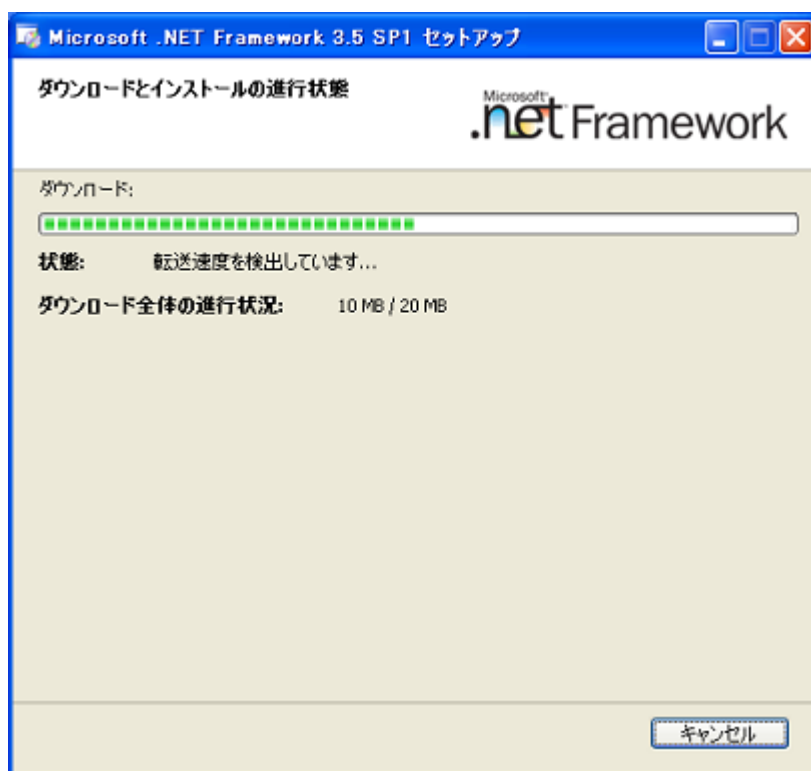 Microsoft .NET Framework 3.5 SP1 セットアップ
ダウンロードとインストールの進行状態
Microsoft
.net Framework
ダウンロード:
状態: 転送速度を検出しています...
ダウンロード全体の進行状況: 10 MB / 20 MB
キャンセル